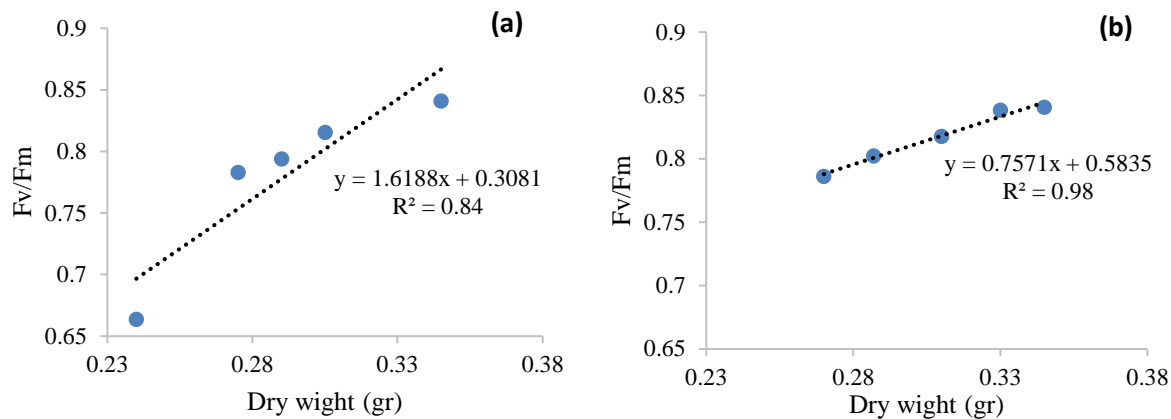 (a)
0.9
0.85
0.8
0.75
0.7
0.65
Fv/Fm
y = 1.6188x + 0.3081
R² = 0.84
0.23
0.28
0.33
0.38
Dry wight (gr)
(b)
0.9
0.85
0.8
0.75
0.7
0.65
Fv/Fm
y = 0.7571x + 0.5835
R² = 0.98
0.23
0.28
0.33
0.38
Dry wight (gr)